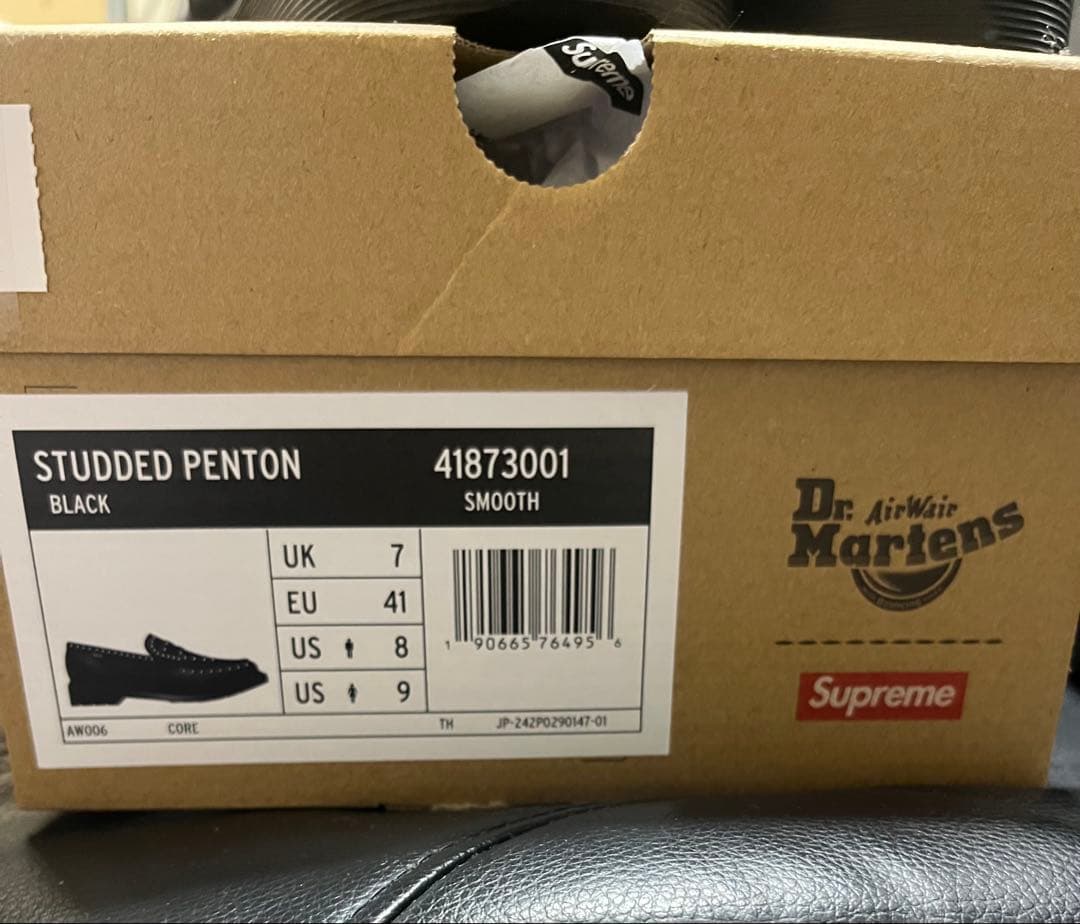 Supreme
STUDDED PENTON 41873001
BLACK SMOOTH
UK 7
EU 41
US 8
US 9
1 90665 76495 6
AW006 CORE TH JP-242P0290147-01
Dr. AirWair
Martens
Supreme